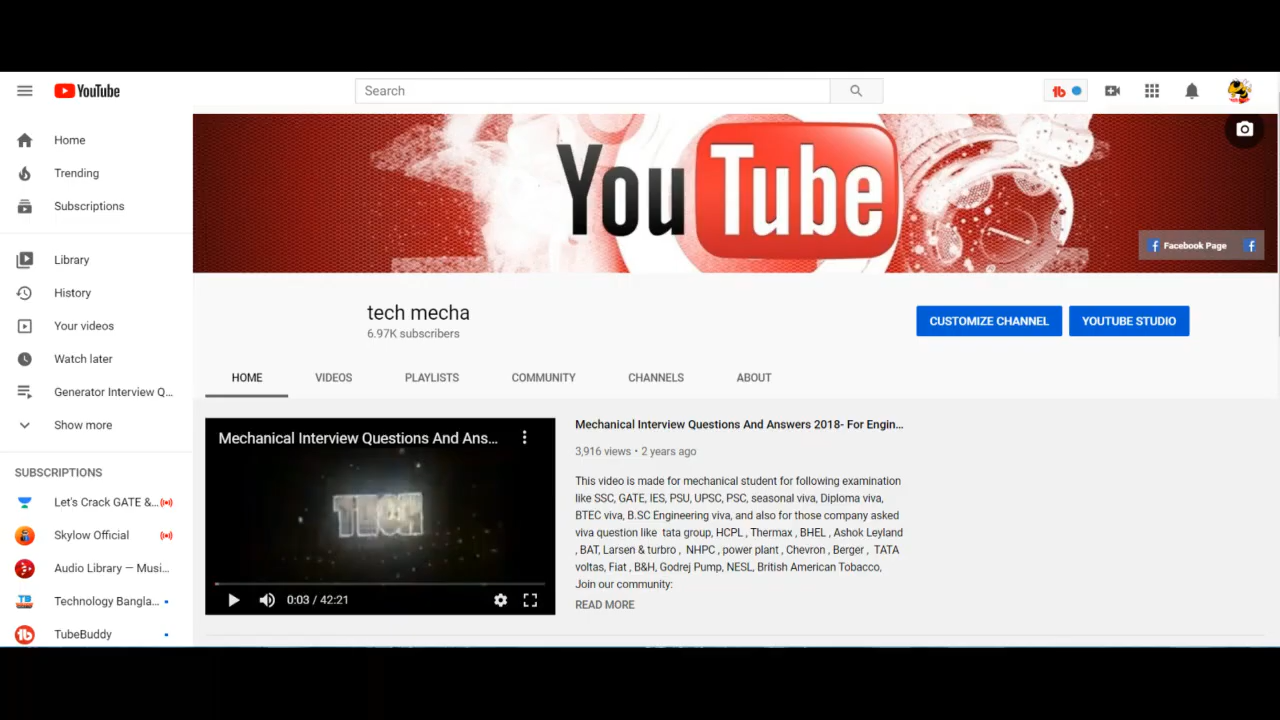 YouTube
Search
Home
Trending
Subscriptions
Library
History
Your videos
Watch later
Generator Interview Q...
Show more
SUBSCRIPTIONS
Let's Crack GATE &...
Skylow Official
Audio Library — Musi...
Technology Bangla...
TubeBuddy
YouTube
Facebook Page
tech mecha
6.97K subscribers
CUSTOMIZE CHANNEL
YOUTUBE STUDIO
HOME VIDEOS PLAYLISTS COMMUNITY CHANNELS ABOUT
Mechanical Interview Questions And Ans...
TECH
0:03 / 42:21
Mechanical Interview Questions And Answers 2018- For Engin...
3,916 views • 2 years ago
This video is made for mechanical student for following examination
like SSC, GATE, IES, PSU, UPSC, PSC, seasonal viva, Diploma viva,
BTEC viva, B.SC Engineering viva, and also for those company asked
viva question like tata group, HCPL , Thermax , BHEL , Ashok Leyland
, BAT, Larsen & turbro , NHPC , power plant , Chevron , Berger , TATA
voltas, Fiat , B&H, Godrej Pump, NESL, British American Tobacco,
Join our community:
READ MORE